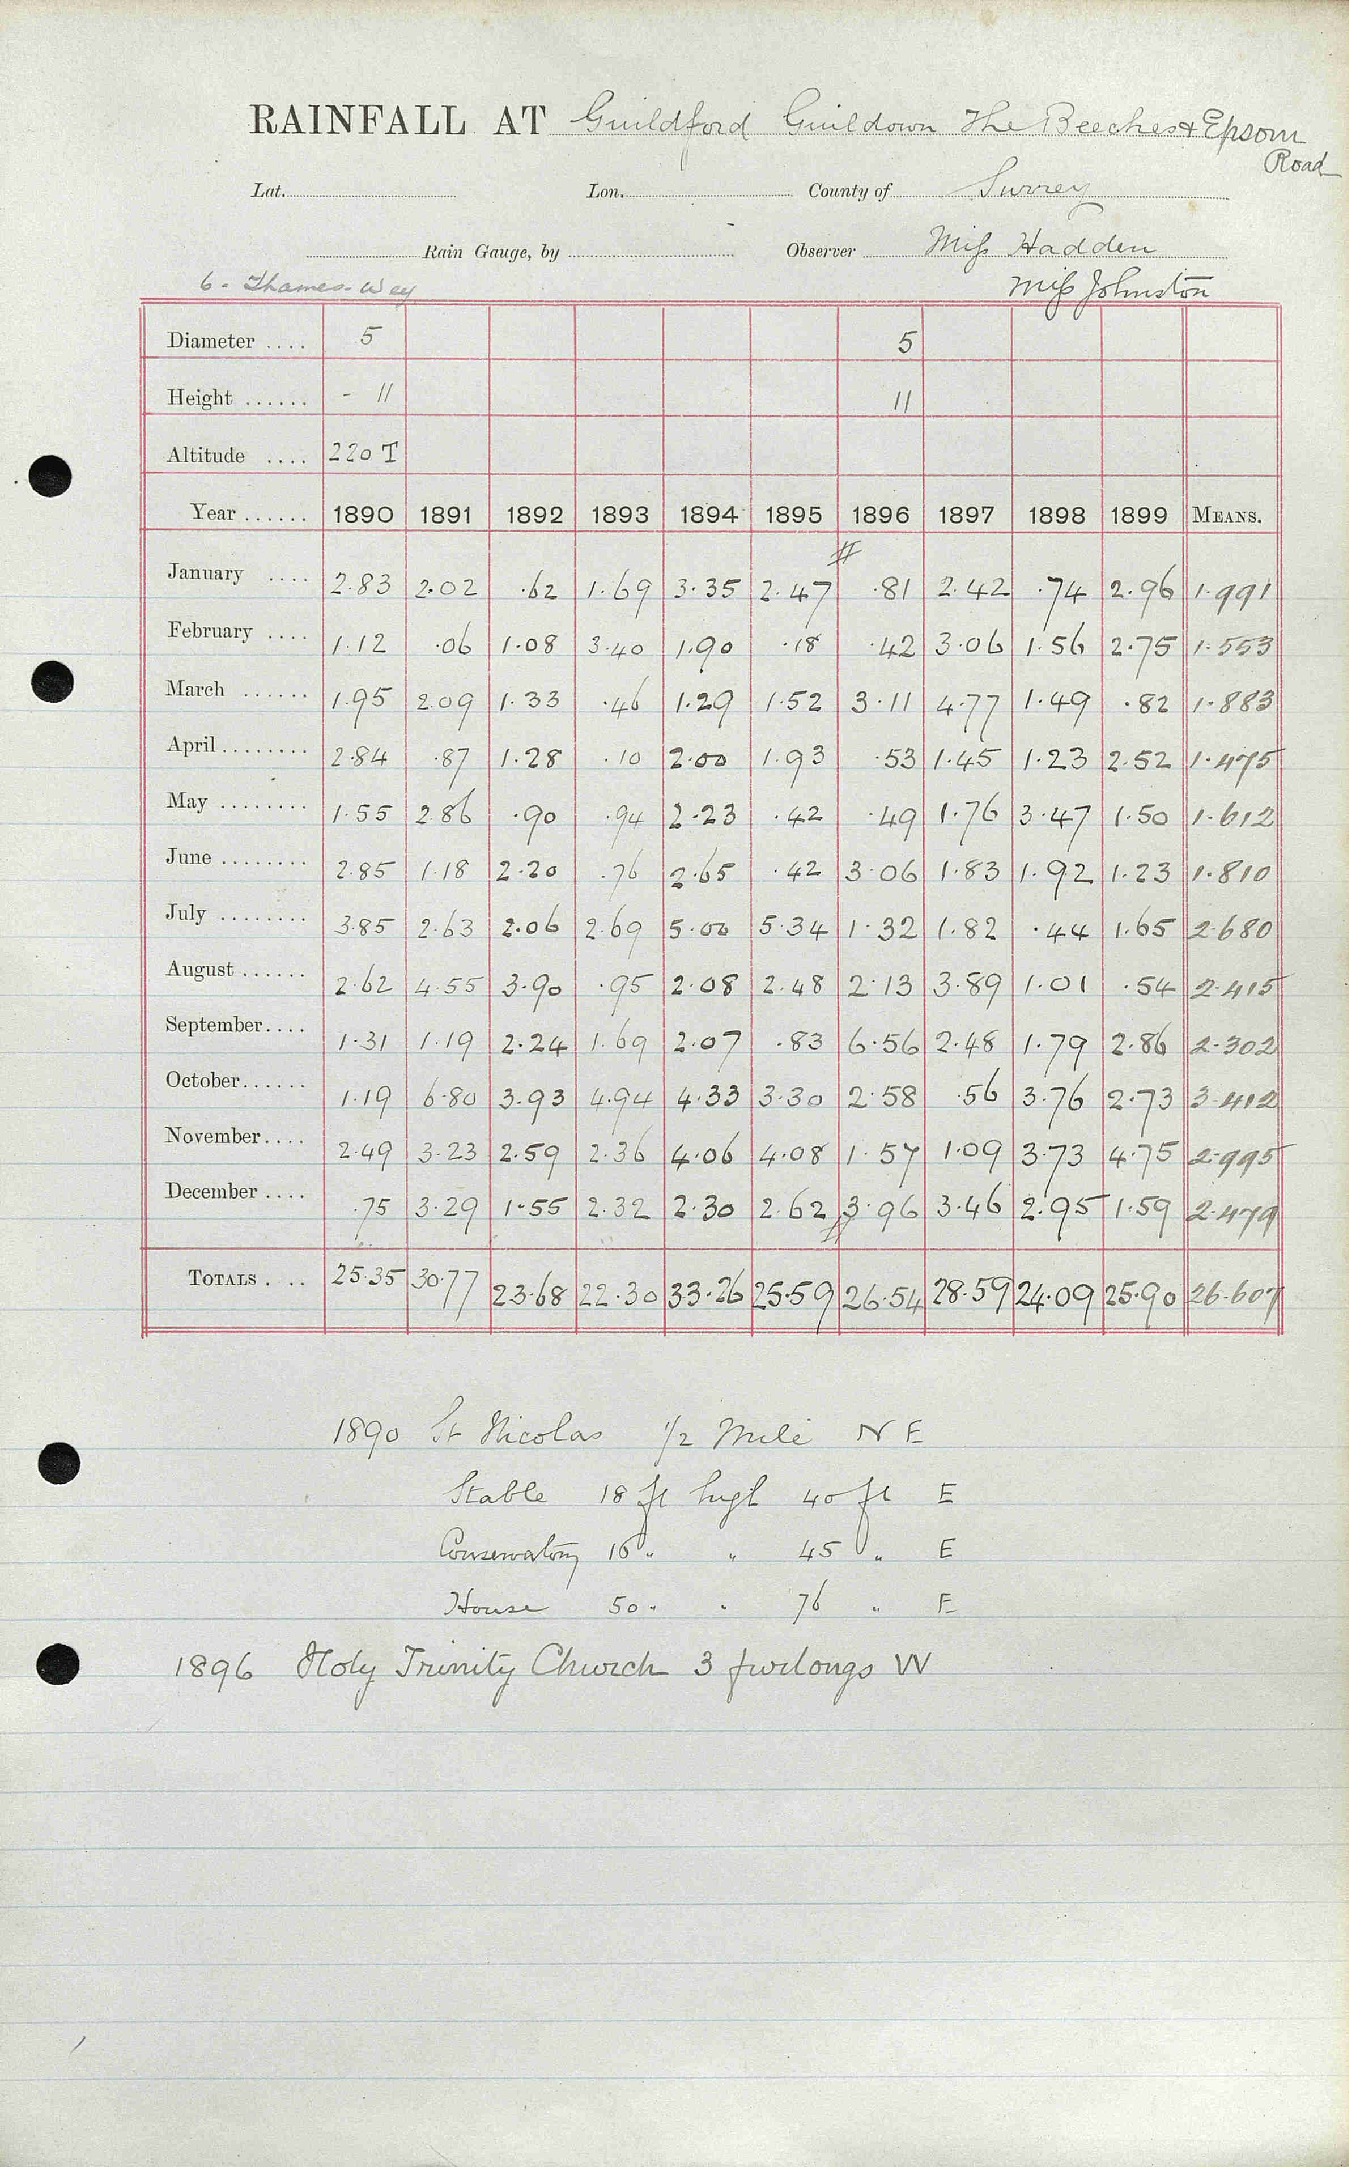 RAINFALL AT Guildford Guildown The Beeches & Epsom
Road
Lat. Lon. County of Surrey
Rain Gauge, by Observer Miss Hadden
6. Thames-Wey Miss Johnston
Diameter .... 5 5
Height ...... - 11 11
Altitude .... 220 T
Year ...... 1890 1891 1892 1893 1894 1895 1896 1897 1898 1899 MEANS.
January .... 2.83 2.02 .62 1.69 3.35 2.47 .81 2.42 .74 2.96 1.991
February .... 1.12 .06 1.08 3.40 1.90 .18 .42 3.06 1.56 2.75 1.553
March ...... 1.95 2.09 1.33 .46 1.29 1.52 3.11 4.77 1.49 .82 1.883
April ........ 2.84 .87 1.28 .10 2.00 1.93 .53 1.45 1.23 2.52 1.475
May ........ 1.55 2.86 .90 .94 2.23 .42 .49 1.76 3.47 1.50 1.612
June ........ 2.85 1.18 2.20 .76 2.65 .42 3.06 1.83 1.92 1.23 1.810
July ........ 3.85 2.63 2.06 2.69 5.00 5.34 1.32 1.82 .44 1.65 2.680
August ...... 2.62 4.55 3.90 .95 2.08 2.48 2.13 3.89 1.01 .54 2.415
September .... 1.31 1.19 2.24 1.69 2.07 .83 6.56 2.48 1.79 2.86 2.302
October ...... 1.19 6.80 3.93 4.94 4.33 3.30 2.58 .56 3.76 2.73 3.412
November .... 2.49 3.23 2.59 2.36 4.06 4.08 1.57 1.09 3.73 4.75 2.995
December .... .75 3.29 1.55 2.32 2.30 2.62 3.96 3.46 2.95 1.59 2.479
TOTALS .... 25.35 30.77 23.68 22.30 33.26 25.59 26.54 28.59 24.09 25.90 26.607
1890 St Nicolas 1/2 Mile N E
Stable 18 ft high 40 ft E
Conservatory 16 " " 45 " E
House 50 " " 76 " E
1896 Holy Trinity Church 3 furlongs W